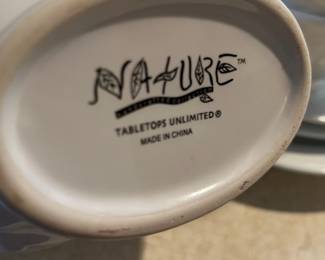 NATURE™
TABLETOPS UNLIMITED®
MADE IN CHINA